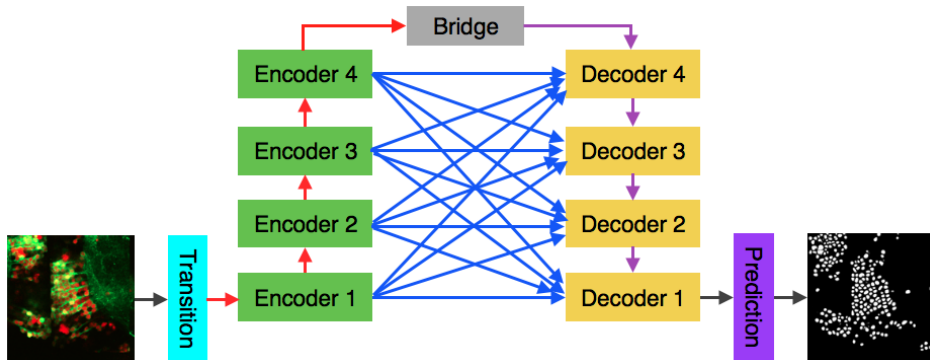 Bridge
Encoder 4
Decoder 4
Encoder 3
Decoder 3
Encoder 2
Decoder 2
Transition
Encoder 1
Decoder 1
Prediction